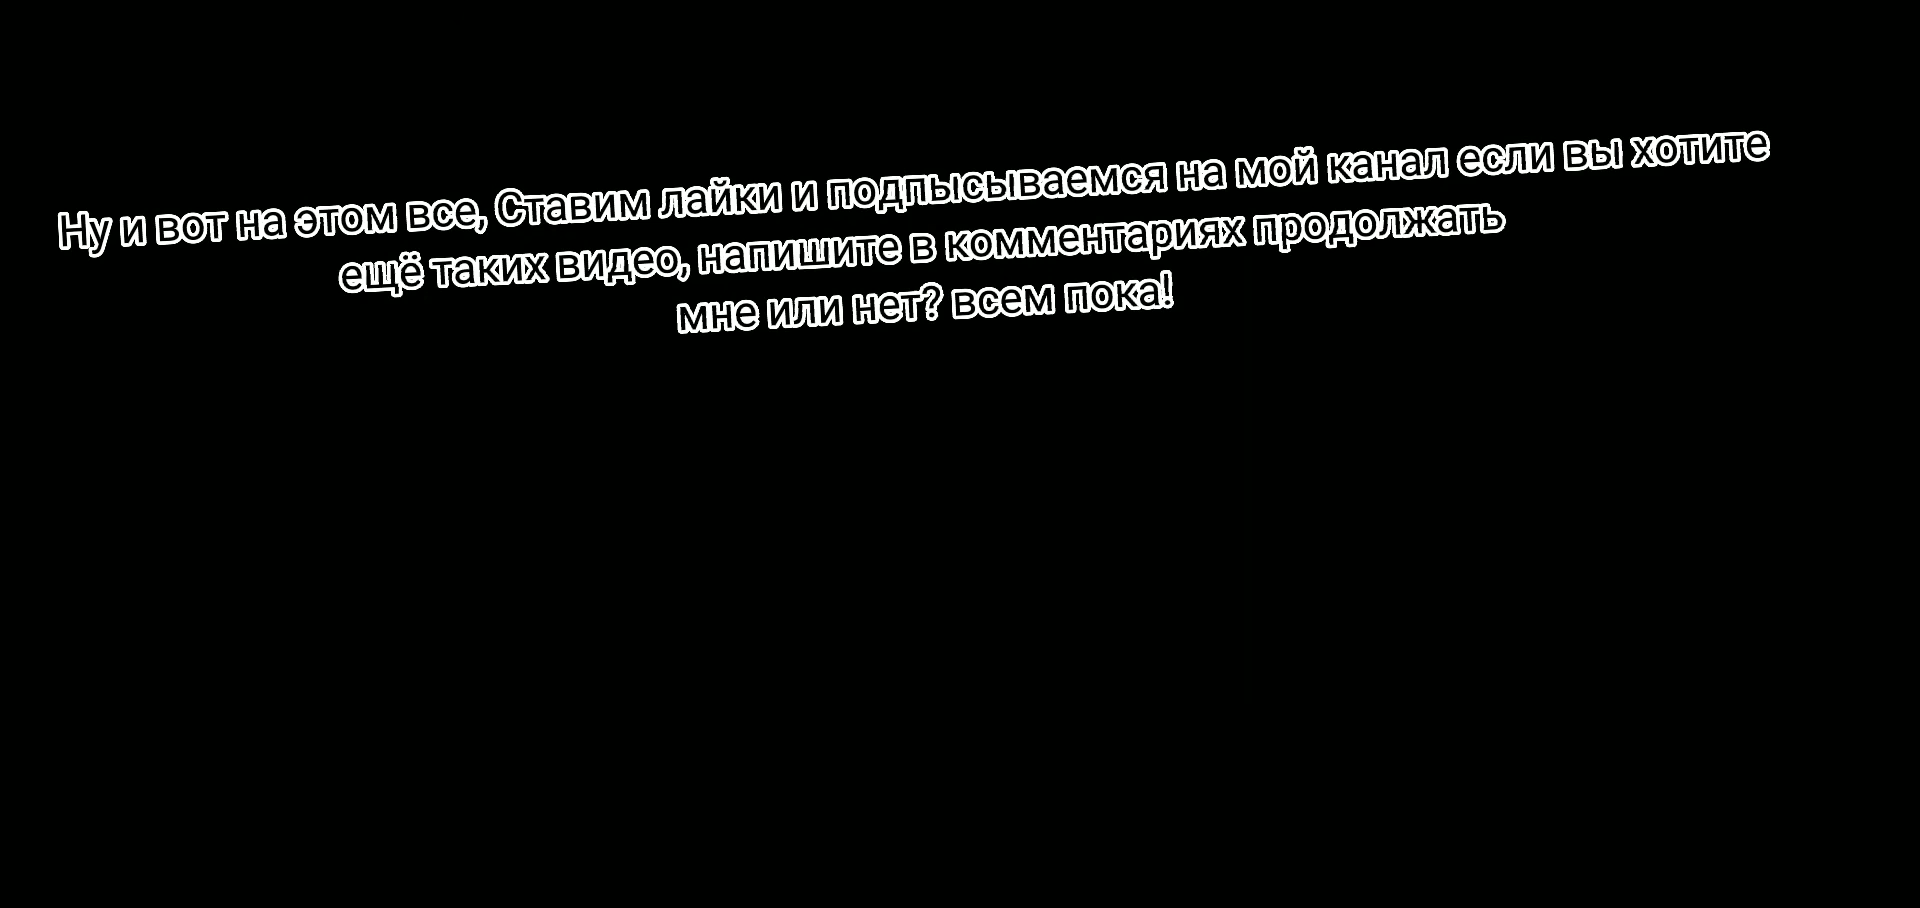 Ну и вот на этом все, Ставим лайки и подпысываемся на мой канал если вы хотите
ещё таких видео, напишите в комментариях продолжать
мне или нет? всем пока!